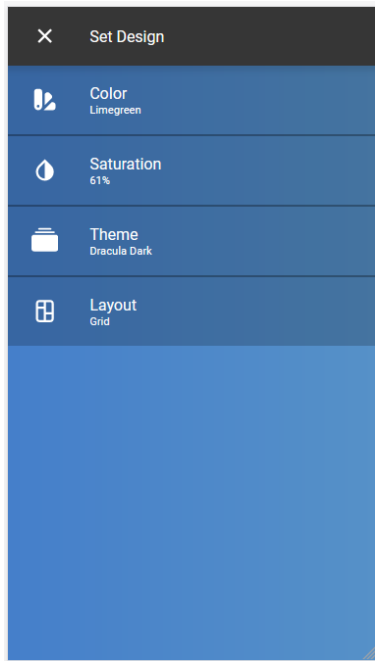 Set Design
Color
Limegreen
Saturation
61%
Theme
Dracula Dark
Layout
Grid